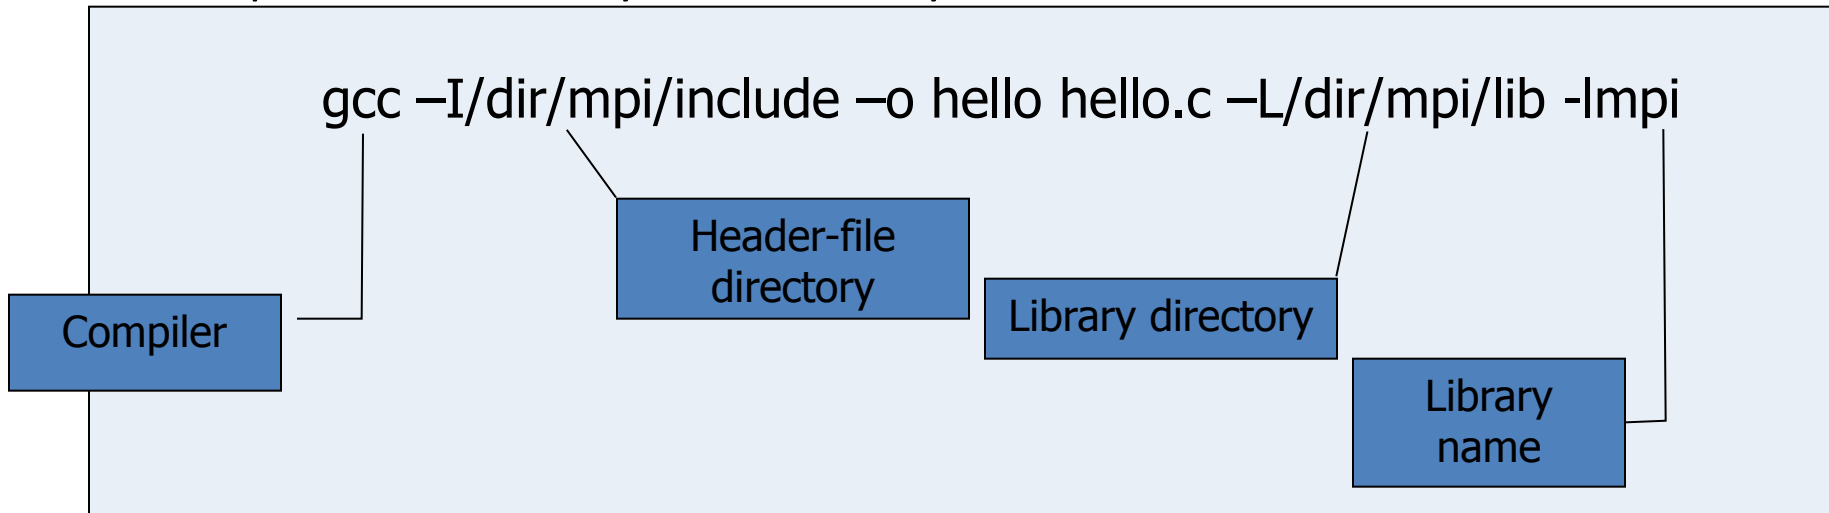 gcc –I/dir/mpi/include –o hello hello.c –L/dir/mpi/lib -lmpi
Header-file
directory
Library directory
Compiler
Library
name